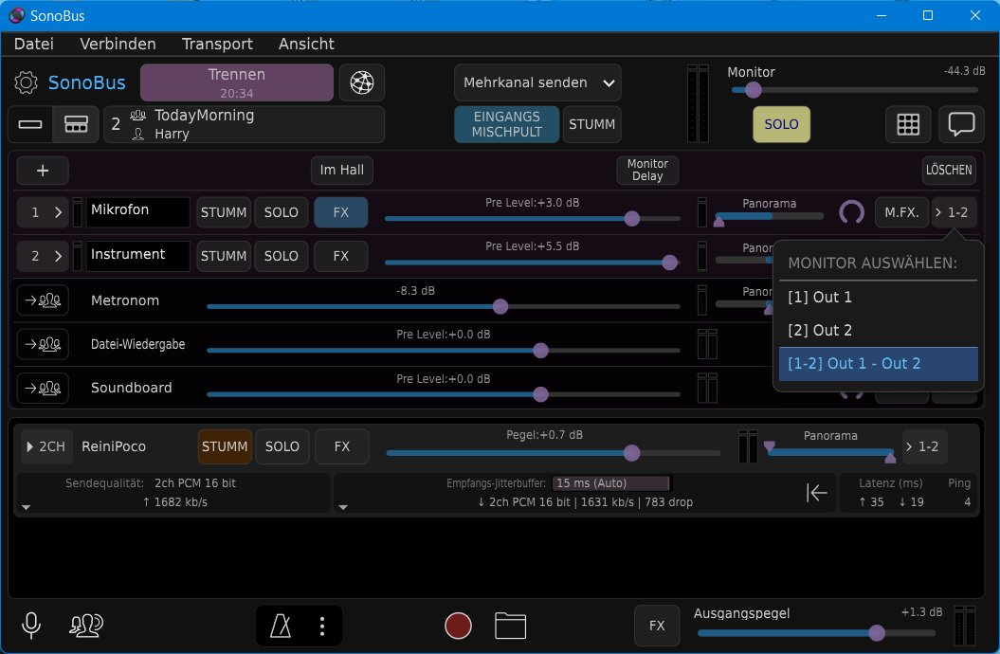 SonoBus
Datei Verbinden Transport Ansicht
SonoBus
Trennen
20:34
Mehrkanal senden
Monitor
-44.3 dB
2
TodayMorning
Harry
EINGANGS
MISCHPULT
STUMM
SOLO
+
Im Hall
Monitor
Delay
LÖSCHEN
1 > Mikrofon STUMM SOLO FX Pre Level:+3.0 dB Panorama M.FX. > 1-2
2 > Instrument STUMM SOLO FX Pre Level:+5.5 dB
MONITOR AUSWÄHLEN:
[1] Out 1
[2] Out 2
[1-2] Out 1 - Out 2
Metronom -8.3 dB
Datei-Wiedergabe Pre Level:+0.0 dB
Soundboard Pre Level:+0.0 dB
2CH ReiniPoco STUMM SOLO FX Pegel:+0.7 dB Panorama > 1-2
Sendequalität: 2ch PCM 16 bit
↑ 1682 kb/s
Empfangs-Jitterbuffer: 15 ms (Auto)
↓ 2ch PCM 16 bit | 1631 kb/s | 783 drop
Latenz (ms) Ping
↑ 35 ↓ 19 4
FX
Ausgangspegel +1.3 dB